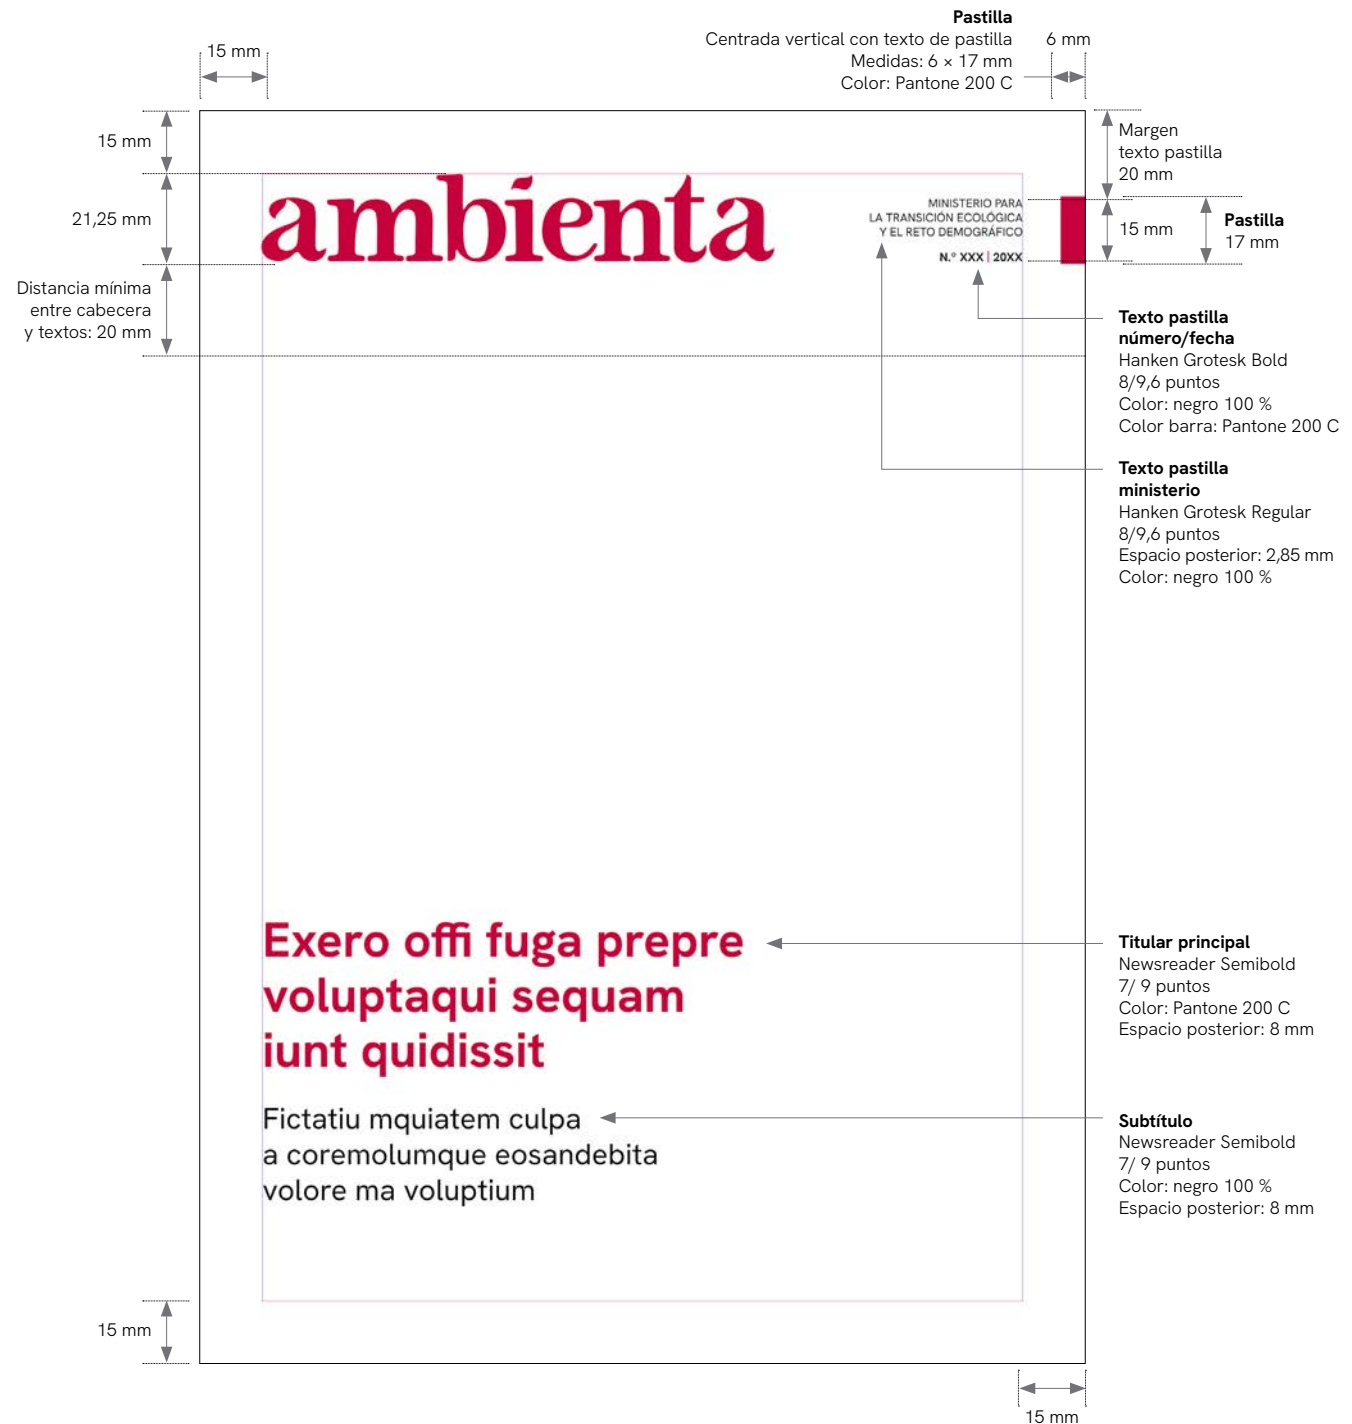 Pastilla
Centrada vertical con texto de pastilla
Medidas: 6 × 17 mm
Color: Pantone 200 C
6 mm
15 mm
15 mm
21,25 mm
Distancia mínima
entre cabecera
y textos: 20 mm
ambienta
MINISTERIO PARA
LA TRANSICIÓN ECOLÓGICA
Y EL RETO DEMOGRÁFICO
N.º XXX | 20XX
Margen
texto pastilla
20 mm
15 mm
Pastilla
17 mm
Texto pastilla
número/fecha
Hanken Grotesk Bold
8/9,6 puntos
Color: negro 100 %
Color barra: Pantone 200 C
Texto pastilla
ministerio
Hanken Grotesk Regular
8/9,6 puntos
Espacio posterior: 2,85 mm
Color: negro 100 %
Exero offi fuga prepre
voluptaqui sequam
iunt quidissit
Titular principal
Newsreader Semibold
7/ 9 puntos
Color: Pantone 200 C
Espacio posterior: 8 mm
Fictatiu mquiatem culpa
a coremolumque eosandebita
volore ma voluptium
Subtítulo
Newsreader Semibold
7/ 9 puntos
Color: negro 100 %
Espacio posterior: 8 mm
15 mm
15 mm